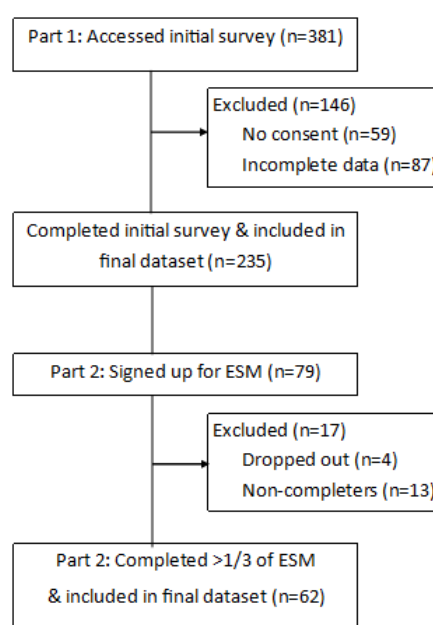 Part 1: Accessed initial survey (n=381)
Excluded (n=146)
No consent (n=59)
Incomplete data (n=87)
Completed initial survey & included in
final dataset (n=235)
Part 2: Signed up for ESM (n=79)
Excluded (n=17)
Dropped out (n=4)
Non-completers (n=13)
Part 2: Completed >1/3 of ESM
& included in final dataset (n=62)